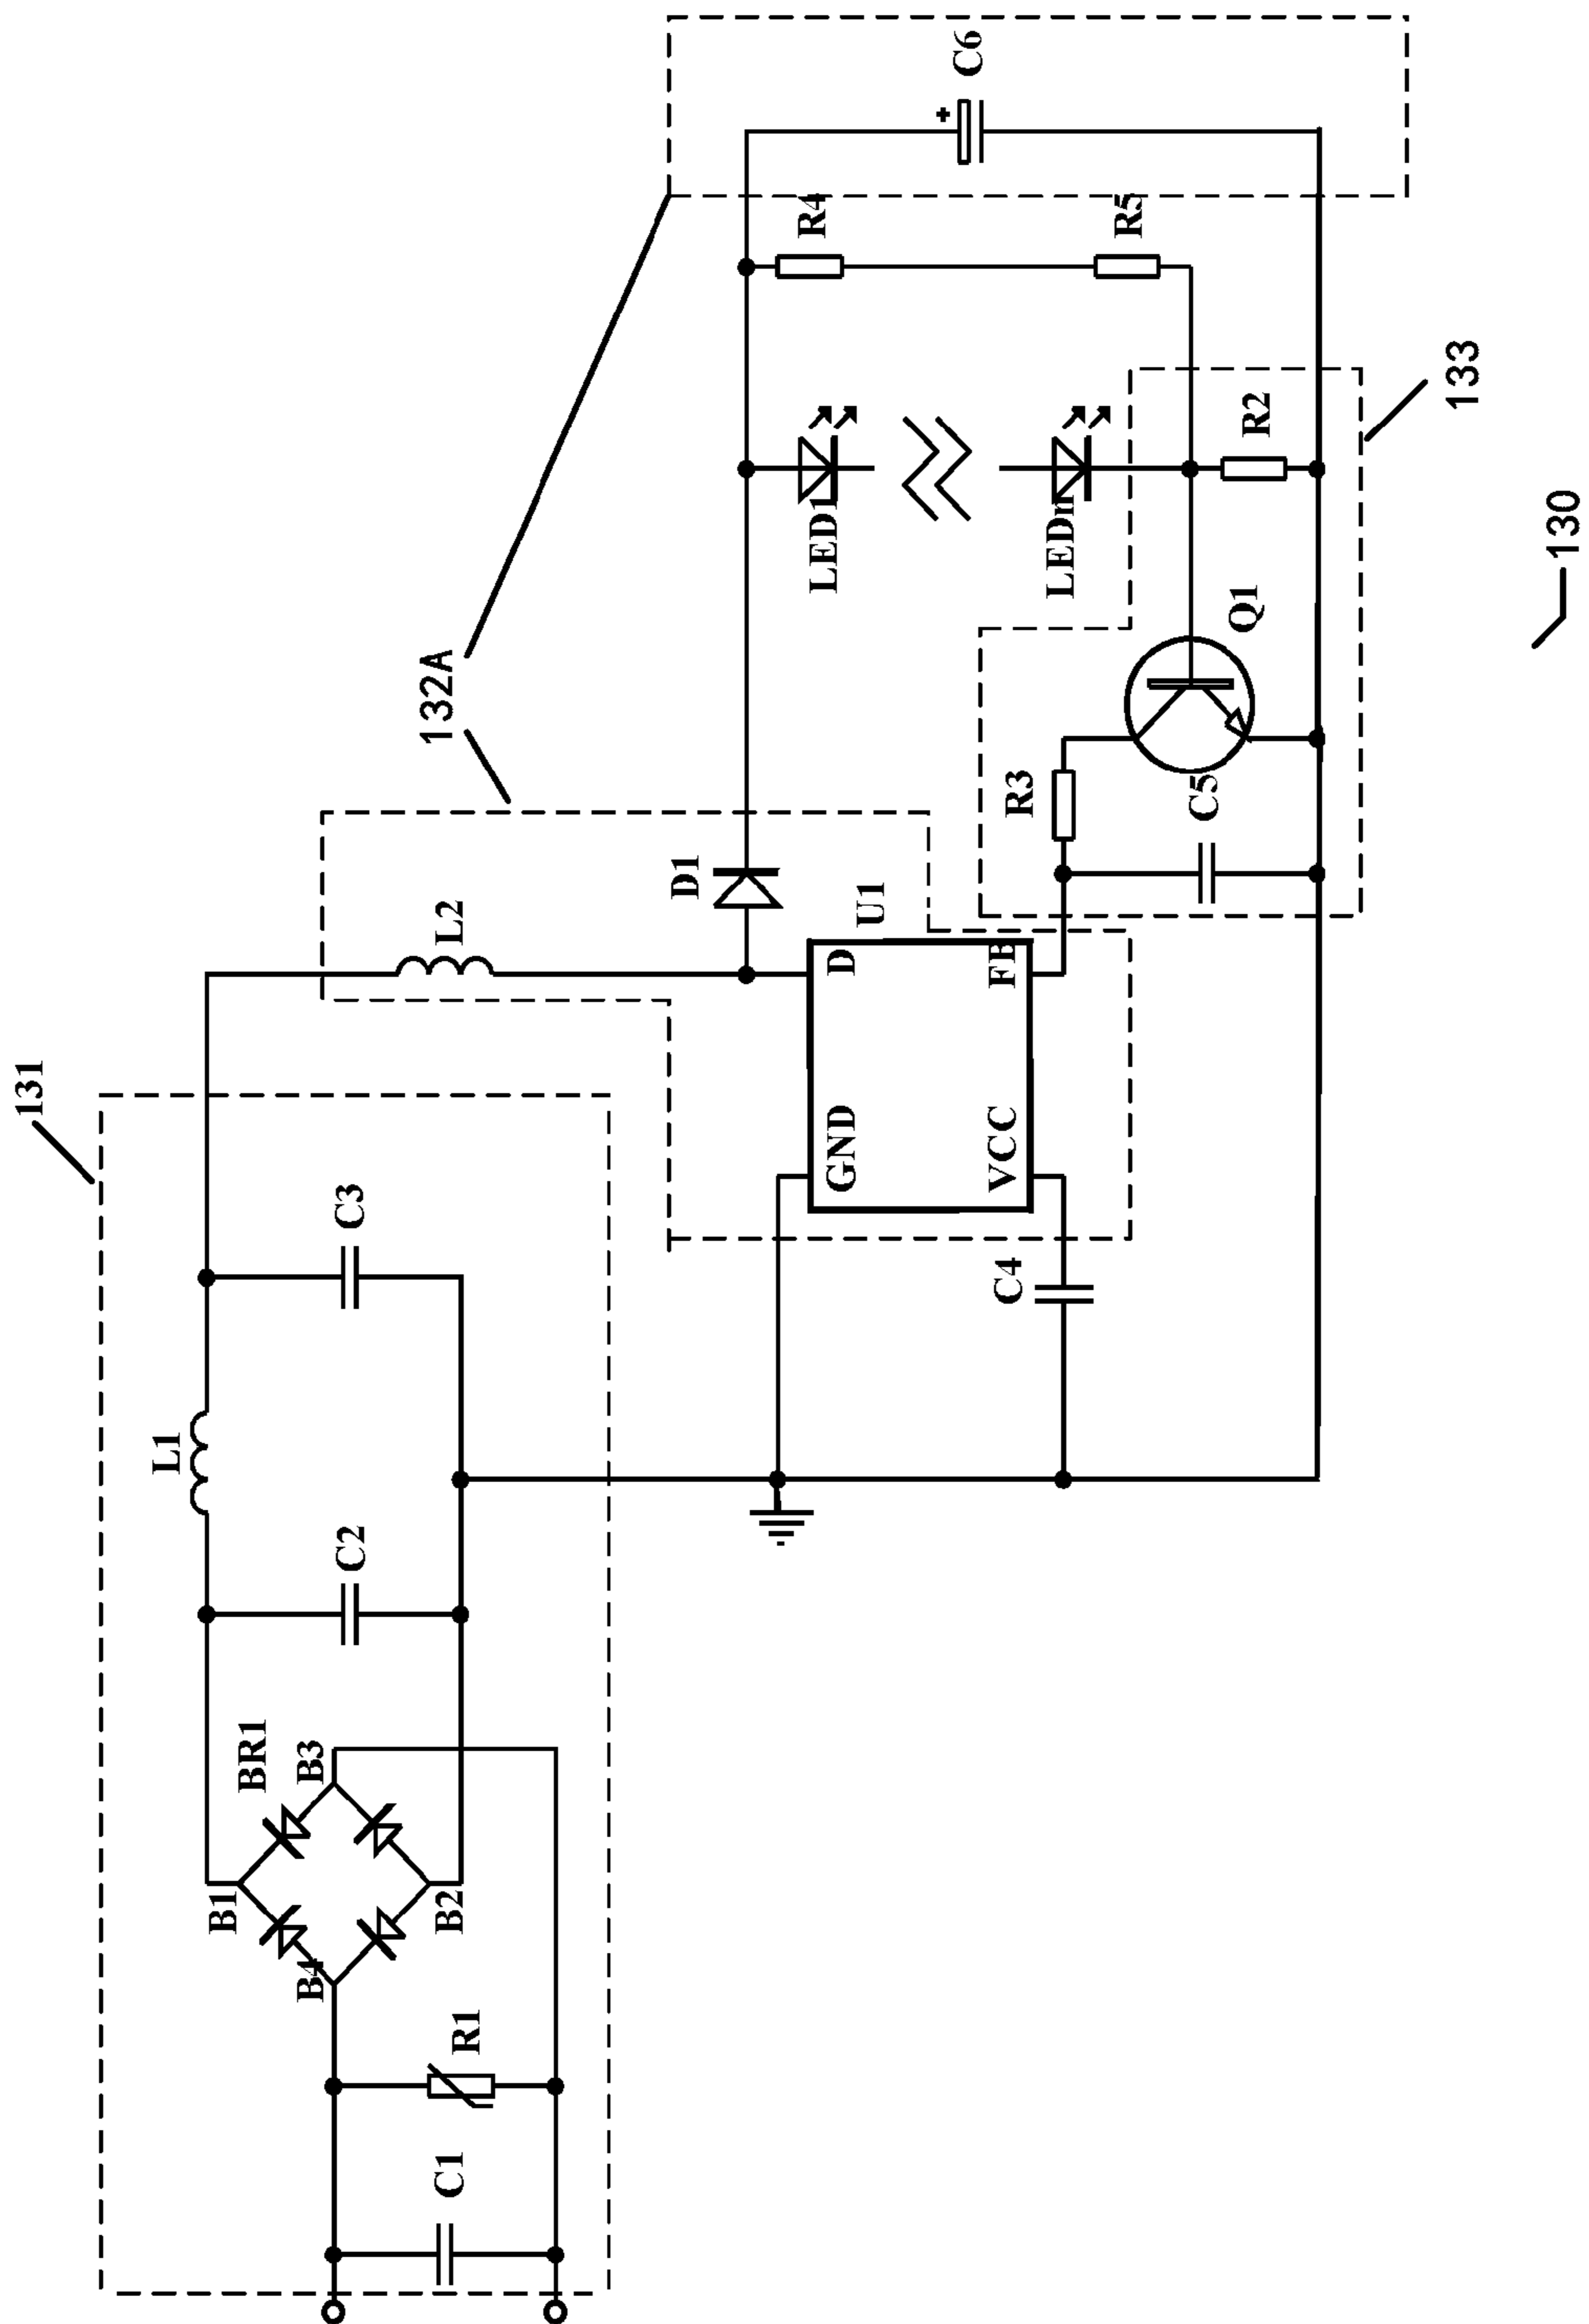 C6
R4
R5
133
R2
130
LED1
LEDn
Q1
132A
R3
C5
D1
U1
L2
D
FB
131
GND
VCC
C3
C4
L1
C2
BR1
B3
B1
B2
B4
R1
C1